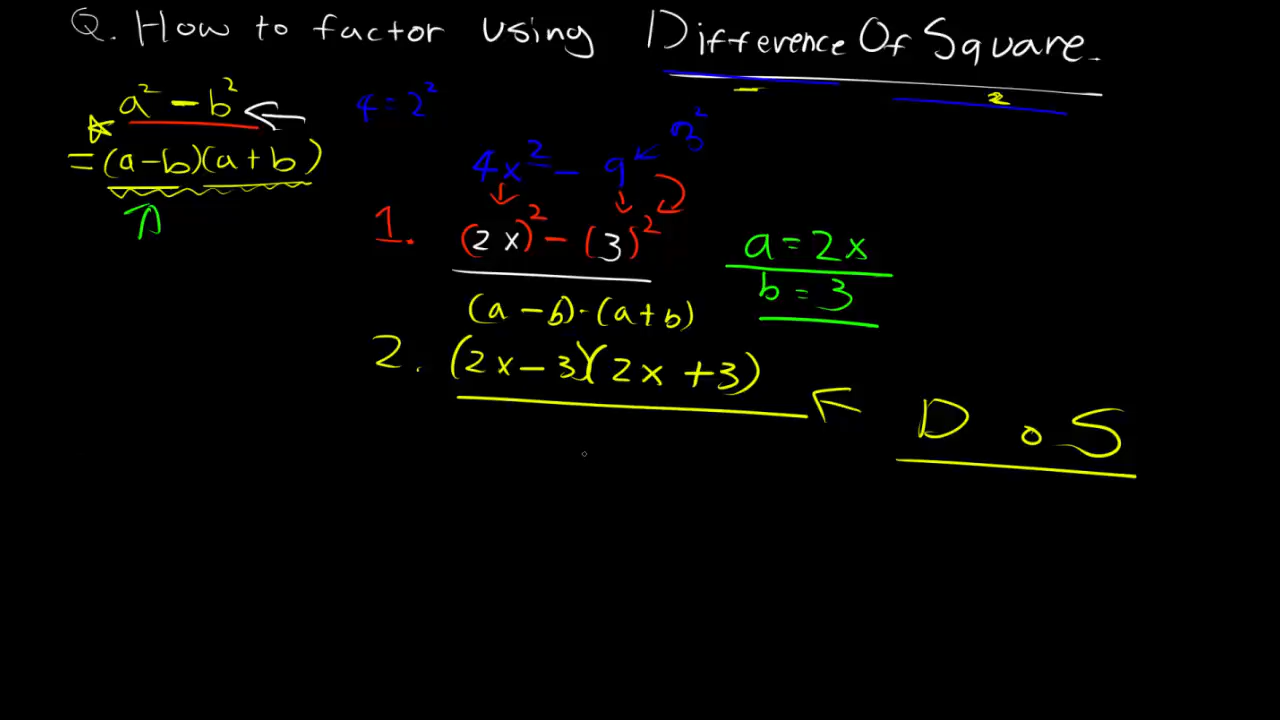 Q. How to factor using Difference Of Square.
a² - b²
= (a-b)(a+b)
4 = 2²
3²
4x² - 9
1. (2x)² - (3)²
a = 2x
b = 3
(a - b)·(a+b)
2. (2x-3)(2x+3)
D o S